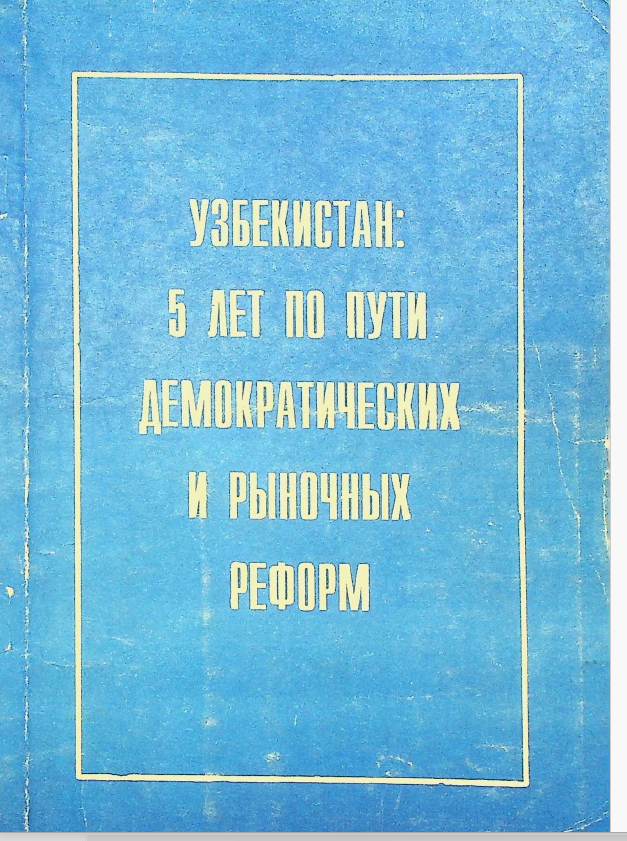 УЗБЕКИСТАН:
5 ЛЕТ ПО ПУТИ
ДЕМОКРАТИЧЕСКИХ
И РЫНОЧНЫХ
РЕФОРМ